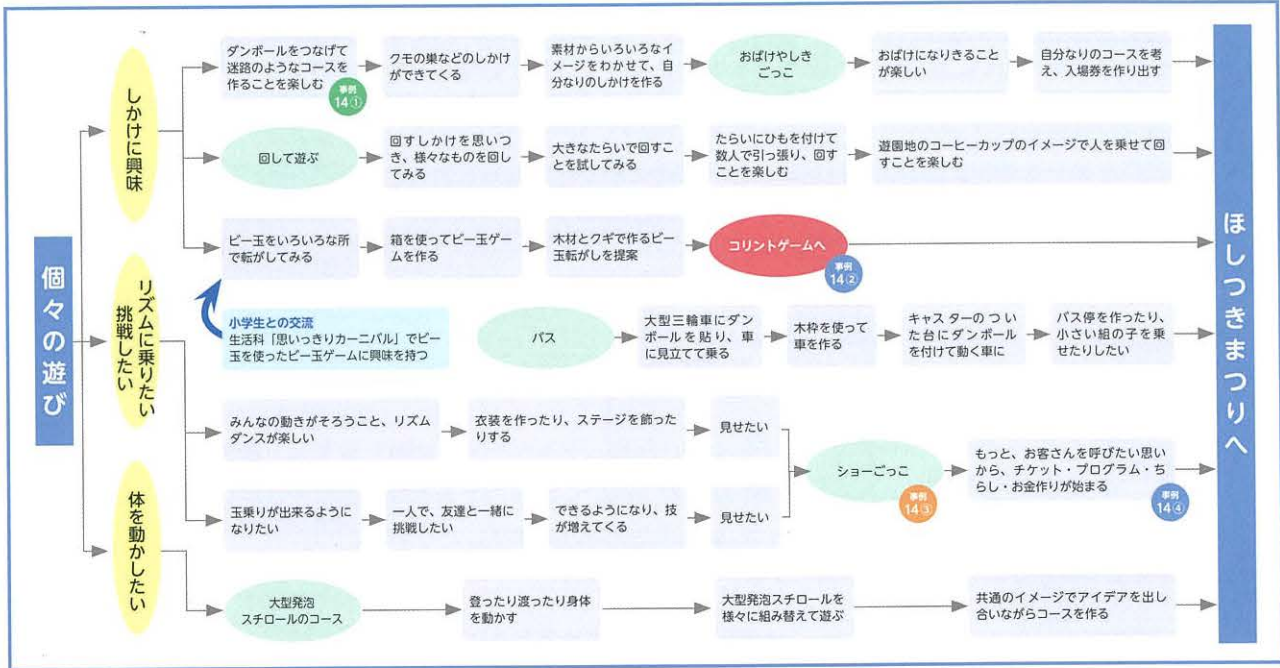 個々の遊び
しかけに興味
ダンボールをつなげて
迷路のようなコースを
作ることを楽しむ
事例
14①
クモの巣などのしかけ
ができてくる
素材からいろいろなイ
メージをわかせて、自
分なりのしかけを作る
おばけやしき
ごっこ
おばけになりきること
が楽しい
自分なりのコースを考
え、入場券を作り出す
回して遊ぶ
回すしかけを思いつ
き、様々なものを回し
てみる
大きなたらいで回すこ
とを試してみる
たらいにひもを付けて
数人で引っ張り、回す
ことを楽しむ
遊園地のコーヒーカップのイメージで人を乗せて回
すことを楽しむ
ビー玉をいろいろな所
で転がしてみる
箱を使ってビー玉ゲー
ムを作る
木材とクギで作るビー
玉転がしを提案
コリントゲームへ
事例
14②
小学生との交流
生活科「思いっきりカーニバル」でビー
玉を使ったビー玉ゲームに興味を持つ
バス
大型三輪車にダン
ボールを貼り、車
に見立てて乗る
木枠を使って
車を作る
キャスターのつい
た台にダンボール
を付けて動く車に
バス停を作ったり、
小さい組の子を乗
せたりしたい
リズムに乗りたい
挑戦したい
みんなの動きがそろうこと、リズム
ダンスが楽しい
衣装を作ったり、ステージを飾った
りする
見せたい
玉乗りが出来るように
なりたい
一人で、友達と一緒に
挑戦したい
できるようになり、技
が増えてくる
見せたい
ショーごっこ
事例
14③
もっと、お客さんを呼びたい思い
から、チケット・プログラム・ち
らし・お金作りが始まる
事例
14④
体を動かしたい
大型発泡
スチロールのコース
登ったり渡ったり身体
を動かす
大型発泡スチロールを
様々に組み替えて遊ぶ
共通のイメージでアイデアを出し
合いながらコースを作る
ほしつきまつりへ